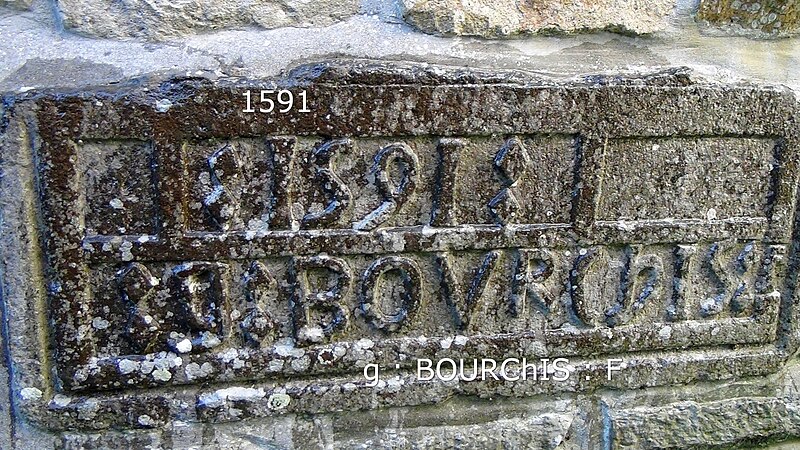 1591
1591
BOVRChIS
g : BOURChIS : F